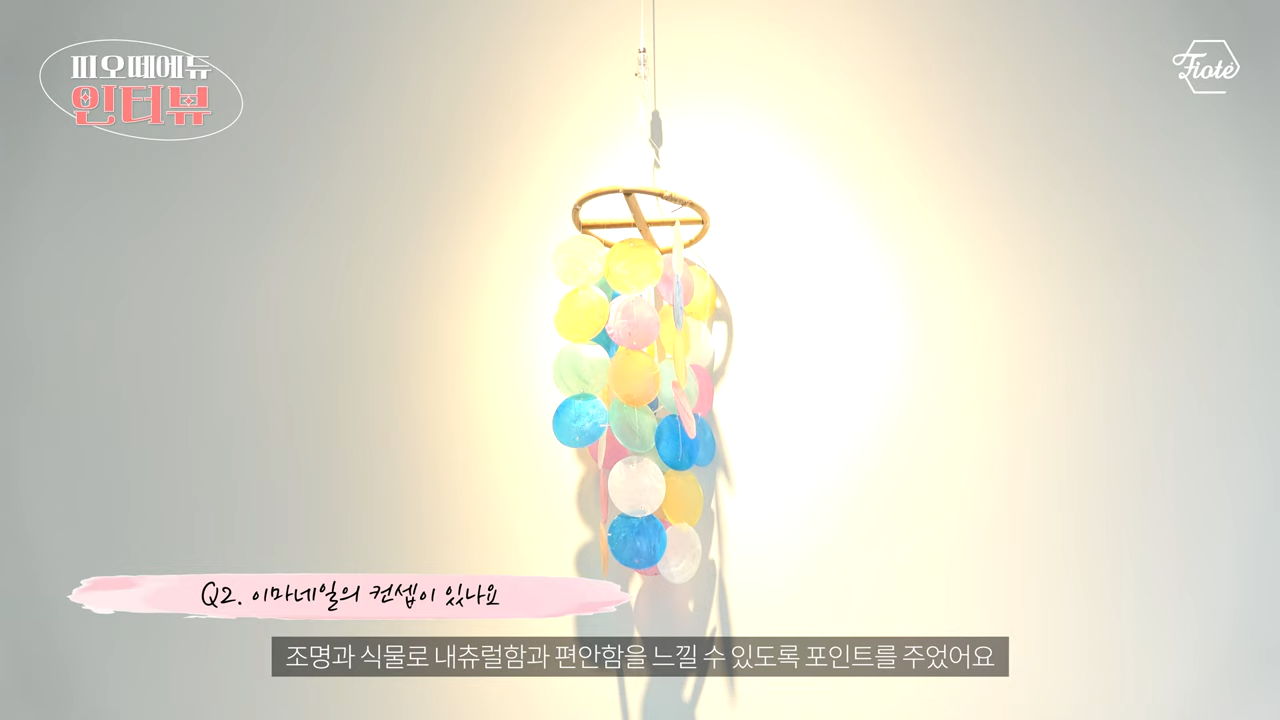 피오떼에듀
인터뷰
Fioté
Q2. 이마네일의 컨셉이 있나요
조명과 식물로 내츄럴함과 편안함을 느낄 수 있도록 포인트를 주었어요